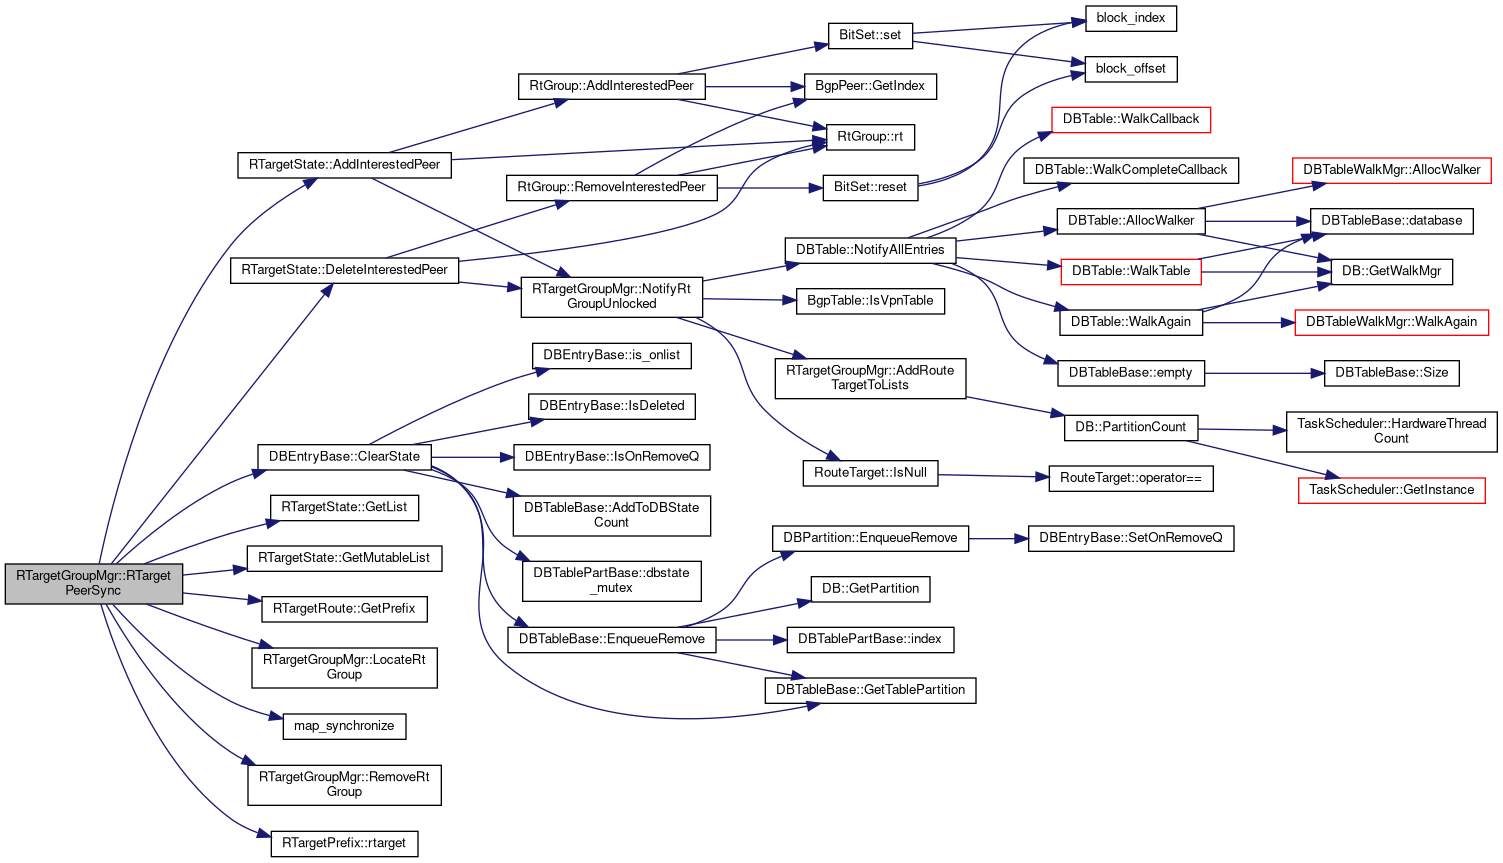 RTargetGroupMgr::RTarget
PeerSync
RTargetState::AddInterestedPeer
RTargetState::DeleteInterestedPeer
DBEntryBase::ClearState
RTargetState::GetList
RTargetState::GetMutableList
RTargetRoute::GetPrefix
RTargetGroupMgr::LocateRt
Group
map_synchronize
RTargetGroupMgr::RemoveRt
Group
RTargetPrefix::rtarget
RtGroup::AddInterestedPeer
RtGroup::RemoveInterestedPeer
RTargetGroupMgr::NotifyRt
GroupUnlocked
DBEntryBase::is_onlist
DBEntryBase::IsDeleted
DBEntryBase::IsOnRemoveQ
DBTableBase::AddToDBState
Count
DBTablePartBase::dbstate
_mutex
DBTableBase::EnqueueRemove
BitSet::set
BgpPeer::GetIndex
RtGroup::rt
BitSet::reset
DBTable::NotifyAllEntries
BgpTable::IsVpnTable
RTargetGroupMgr::AddRoute
TargetToLists
RouteTarget::IsNull
DBPartition::EnqueueRemove
DB::GetPartition
DBTablePartBase::index
DBTableBase::GetTablePartition
block_index
block_offset
DBTable::WalkCallback
DBTable::WalkCompleteCallback
DBTable::AllocWalker
DBTable::WalkTable
DBTable::WalkAgain
DBTableBase::empty
DB::PartitionCount
RouteTarget::operator==
DBEntryBase::SetOnRemoveQ
DBTableWalkMgr::AllocWalker
DBTableBase::database
DB::GetWalkMgr
DBTableWalkMgr::WalkAgain
DBTableBase::Size
TaskScheduler::HardwareThread
Count
TaskScheduler::GetInstance